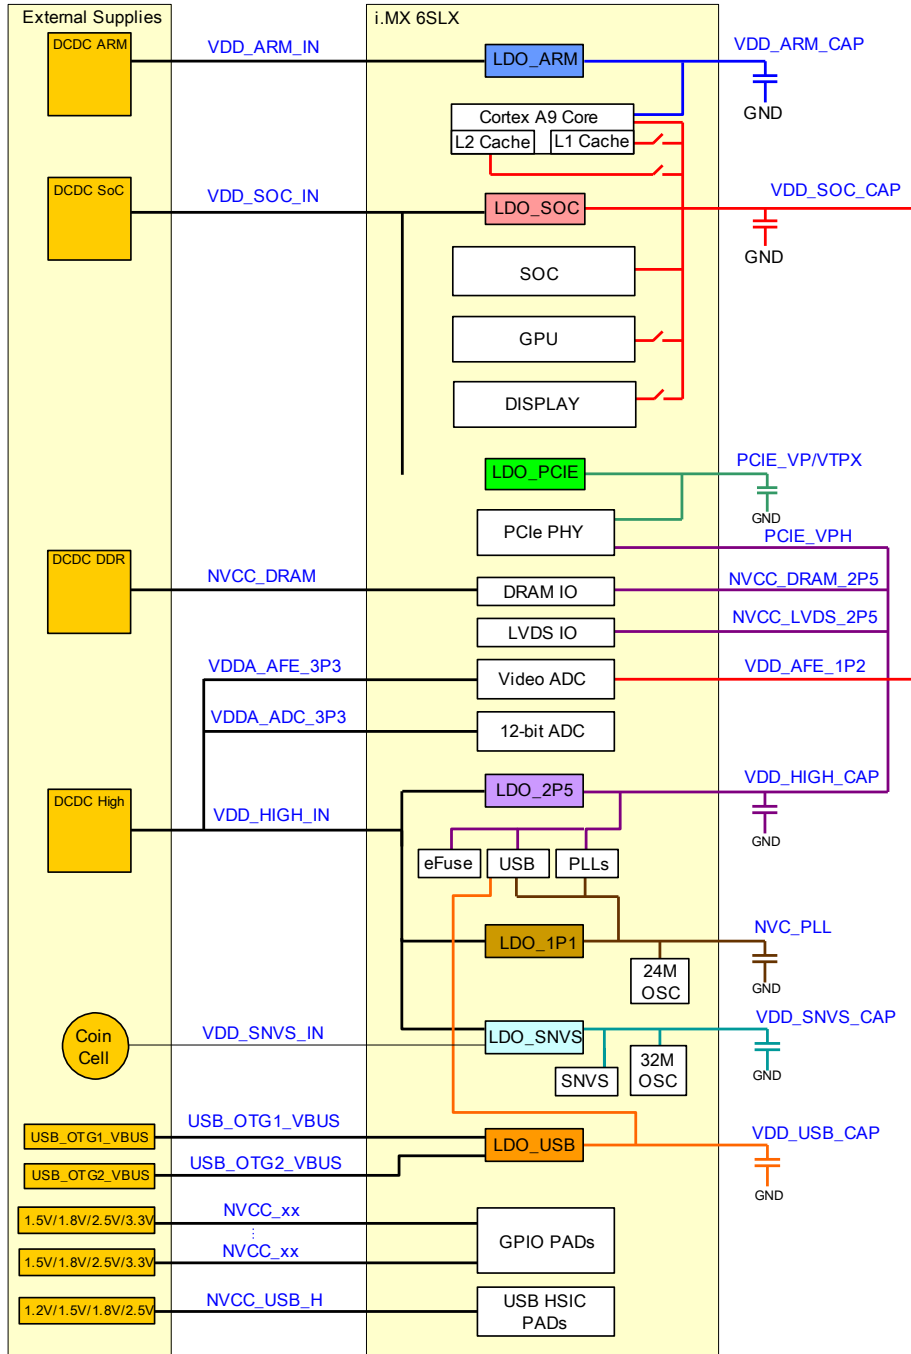 External Supplies
i.MX 6SLX
DCDC ARM
VDD_ARM_IN
LDO_ARM
VDD_ARM_CAP
GND
Cortex A9 Core
L2 Cache
L1 Cache
DCDC SoC
VDD_SOC_IN
LDO_SOC
VDD_SOC_CAP
GND
SOC
GPU
DISPLAY
LDO_PCIE
PCIE_VP/VTPX
GND
PCIe PHY
PCIE_VPH
DCDC DDR
NVCC_DRAM
DRAM IO
NVCC_DRAM_2P5
LVDS IO
NVCC_LVDS_2P5
VDDA_AFE_3P3
Video ADC
VDD_AFE_1P2
VDDA_ADC_3P3
12-bit ADC
DCDC High
VDD_HIGH_IN
LDO_2P5
VDD_HIGH_CAP
GND
eFuse
USB
PLLs
LDO_1P1
NVC_PLL
GND
24M
OSC
Coin
Cell
VDD_SNVS_IN
LDO_SNVS
VDD_SNVS_CAP
GND
SNVS
32M
OSC
USB_OTG1_VBUS
USB_OTG1_VBUS
LDO_USB
VDD_USB_CAP
GND
USB_OTG2_VBUS
USB_OTG2_VBUS
1.5V/1.8V/2.5V/3.3V
NVCC_xx
GPIO PADs
1.5V/1.8V/2.5V/3.3V
NVCC_xx
1.2V/1.5V/1.8V/2.5V
NVCC_USB_H
USB HSIC
PADs